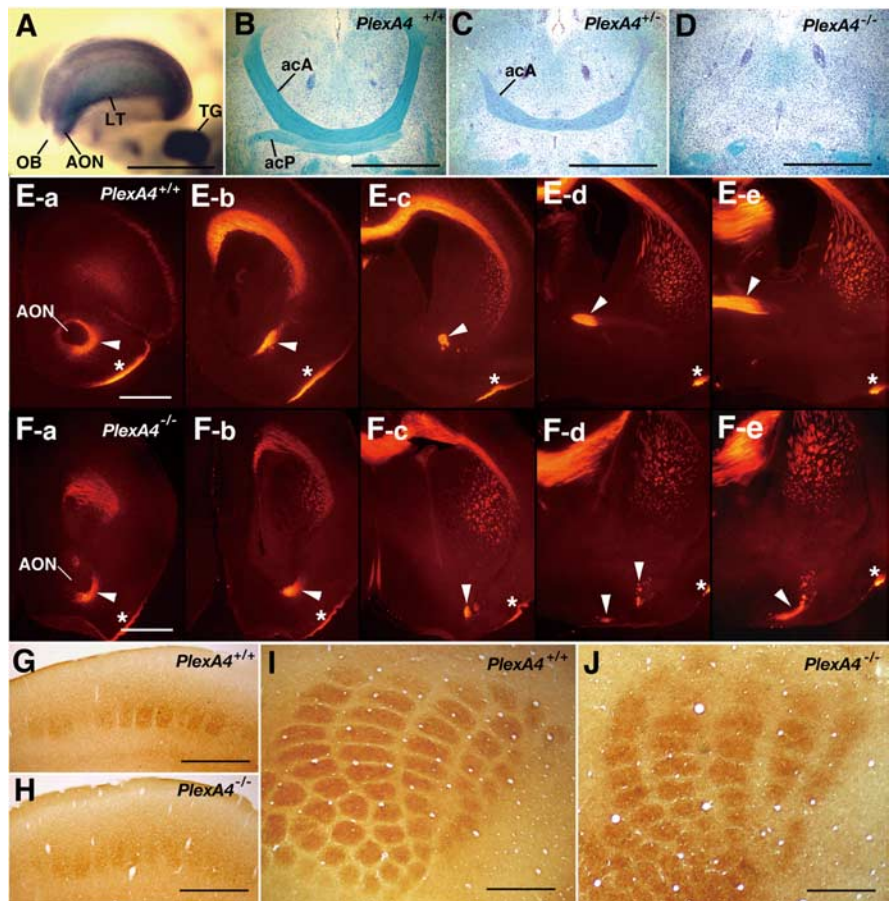 A
OB
AON
LT
TG
B
PlexA4 +/+
acA
acP
C
PlexA4 +/-
acA
D
PlexA4 -/-
E-a
PlexA4 +/+
AON
*
E-b
*
E-c
*
E-d
*
E-e
*
F-a
PlexA4 -/-
AON
*
F-b
*
F-c
*
F-d
*
F-e
*
G
PlexA4 +/+
H
PlexA4 -/-
I
PlexA4 +/+
J
PlexA4 -/-